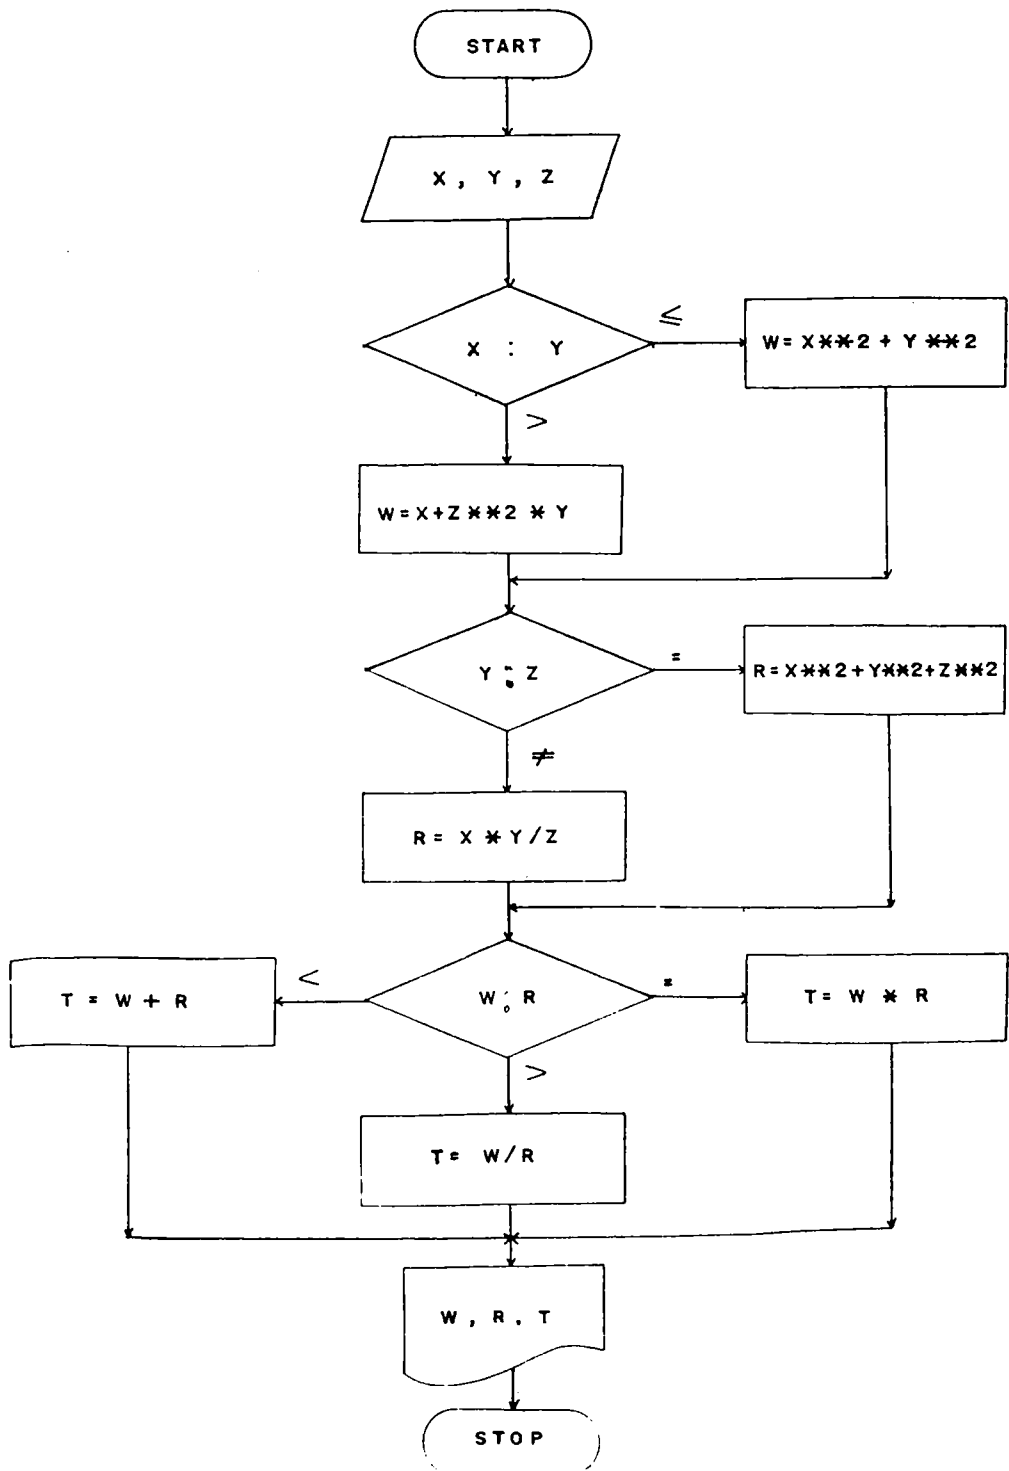 START
X , Y , Z
X : Y
≤
W= X**2 + Y**2
>
W=X+Z**2 * Y
Y : Z
=
R=X**2+Y**2+Z**2
≠
R= X * Y/Z
<
W : R
=
T = W + R
T= W * R
>
T= W/R
W , R , T
STOP